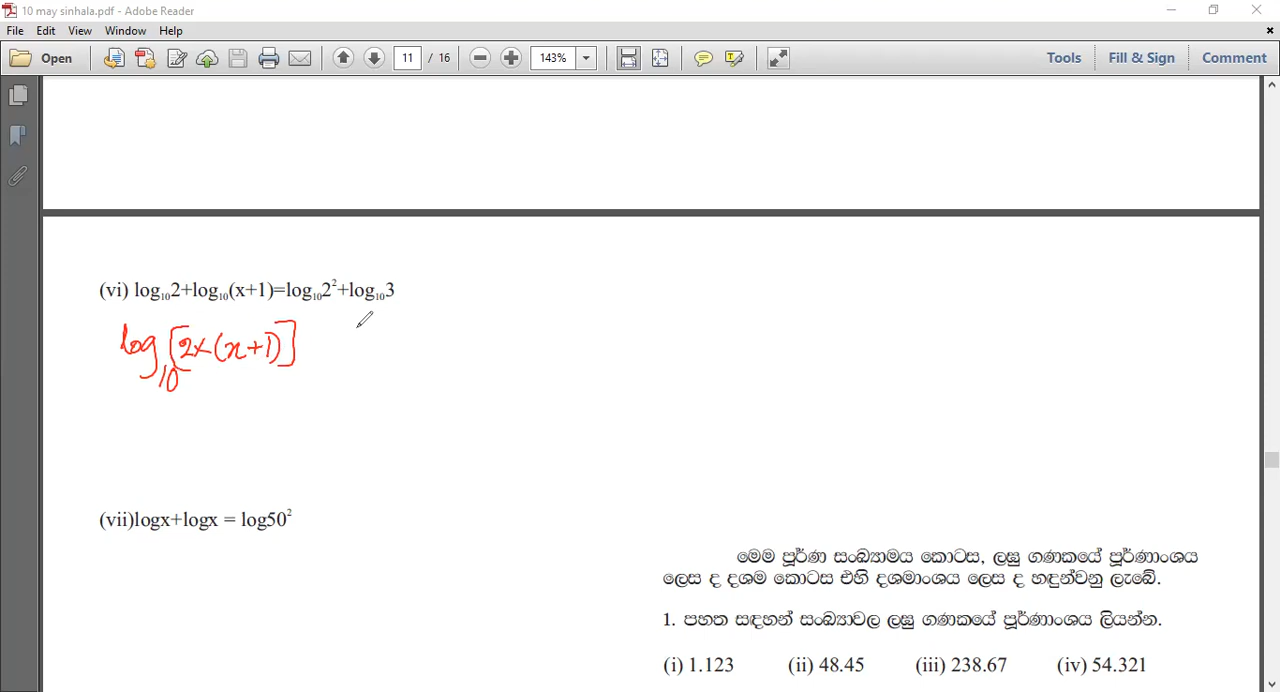 10 may sinhala.pdf - Adobe Reader
File Edit View Window Help
Open 11 / 16 143% Tools Fill & Sign Comment
(vi) log₁₀2+log₁₀(x+1)=log₁₀2²+log₁₀3
log₁₀[2×(x+1)]
(vii)logx+logx = log50²
මෙම පූර්ණ සංඛ්‍යාමය කොටස, ලඝු ගණකයේ පූර්ණාංශය
ලෙස ද දශම කොටස එහි දශමාංශය ලෙස ද හඳුන්වනු ලැබේ.
1. පහත සඳහන් සංඛ්‍යාවල ලඝු ගණකයේ පූර්ණාංශය ලියන්න.
(i) 1.123 (ii) 48.45 (iii) 238.67 (iv) 54.321